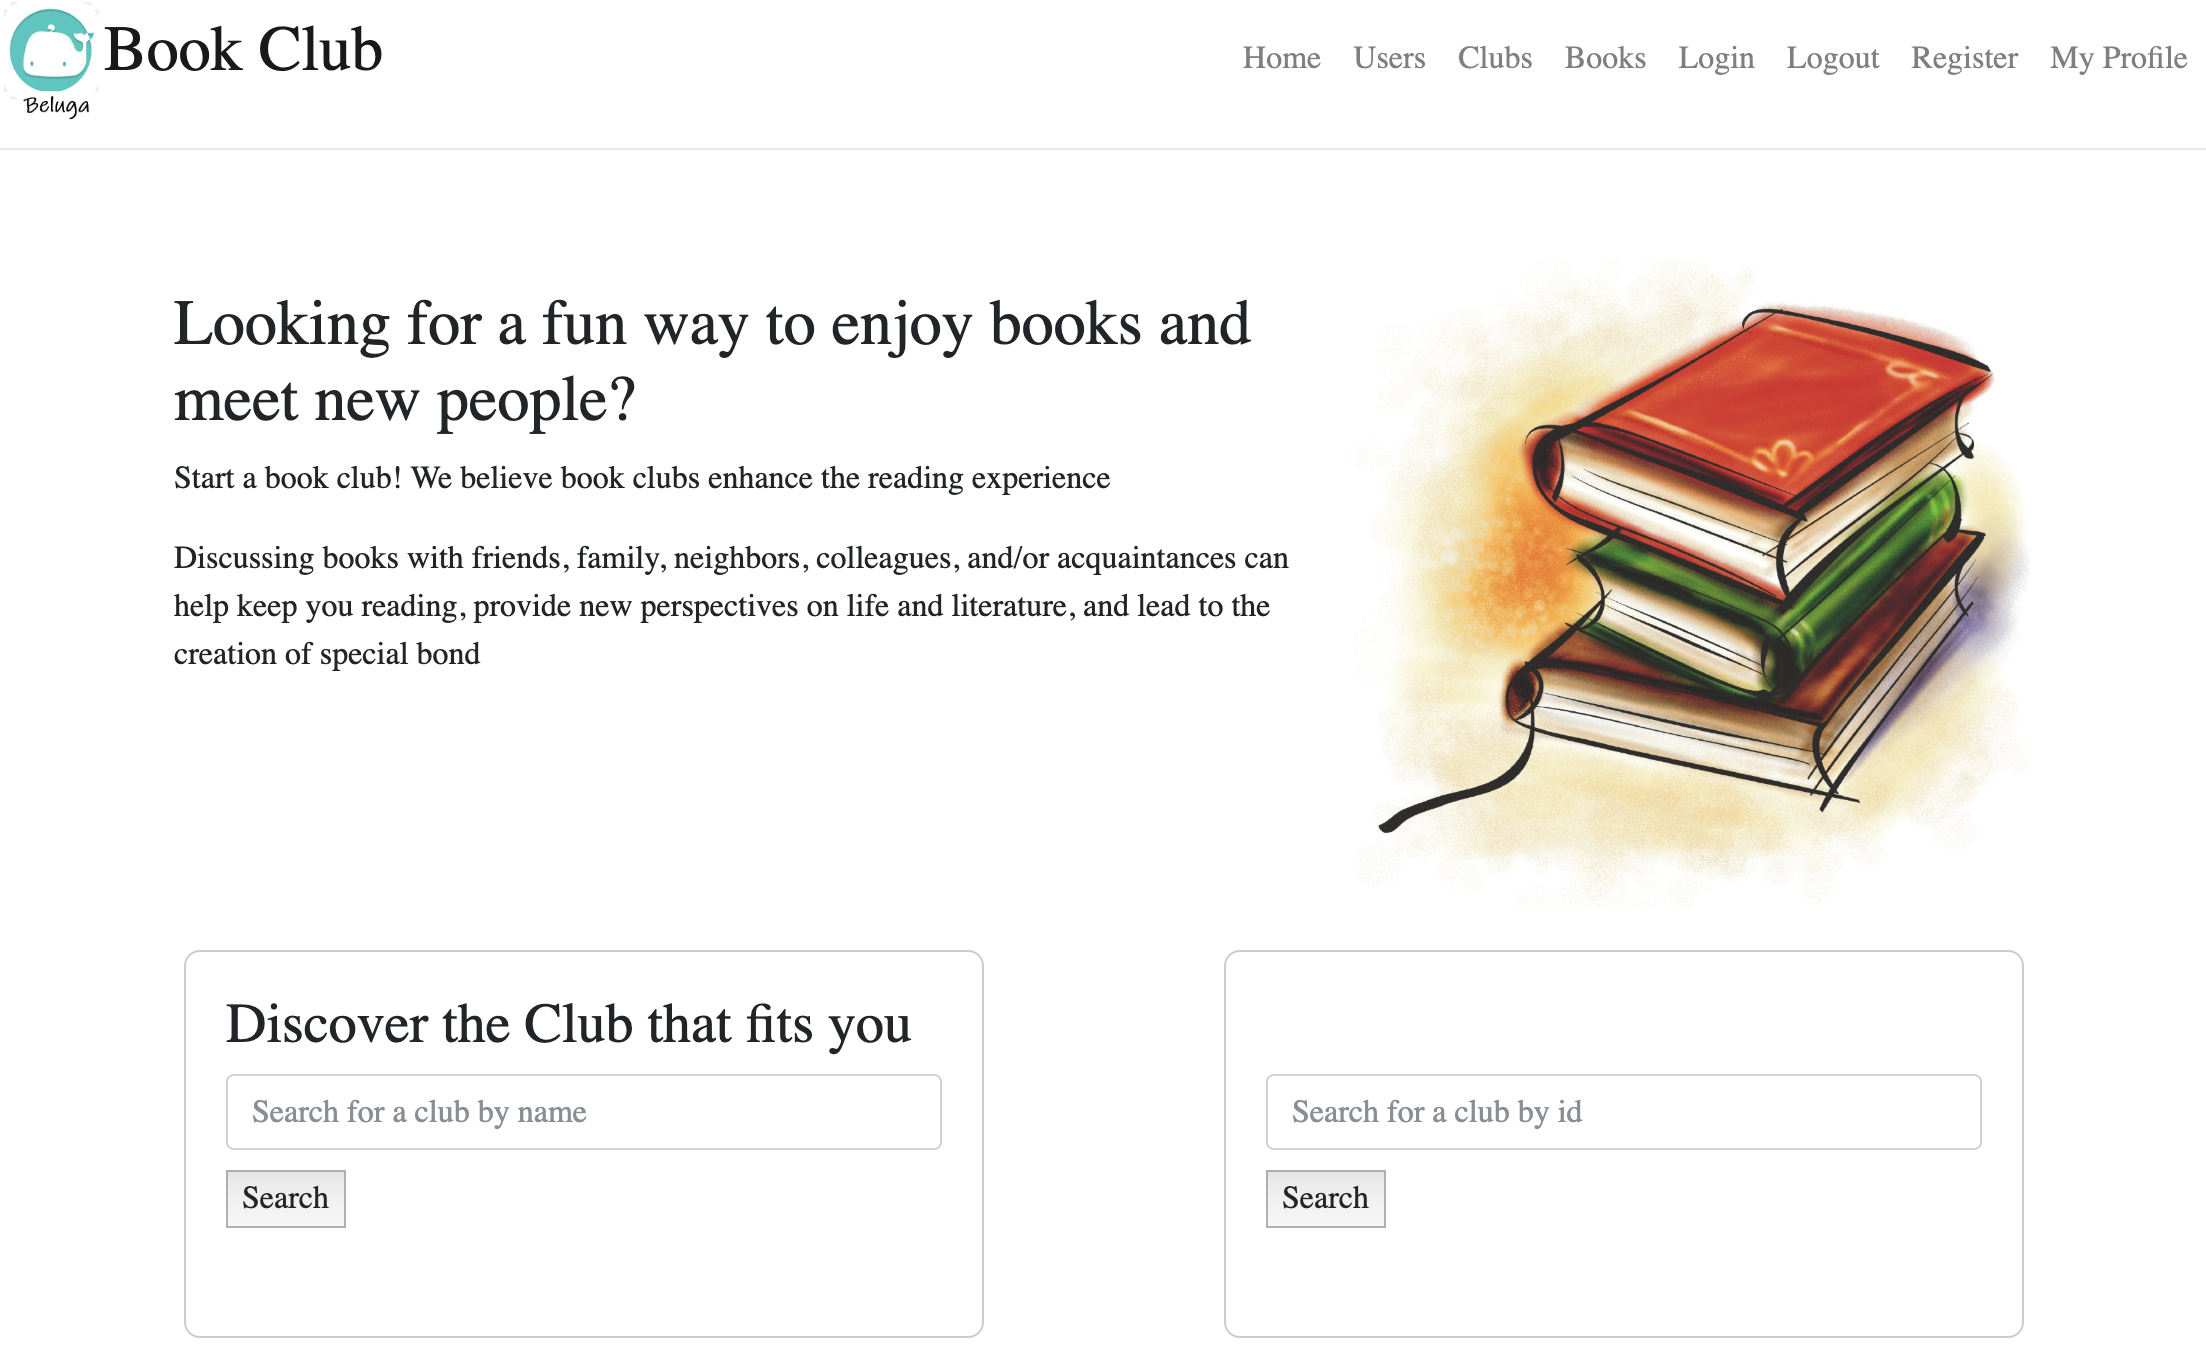 Book Club
Beluga
Home Users Clubs Books Login Logout Register My Profile
Looking for a fun way to enjoy books and
meet new people?
Start a book club! We believe book clubs enhance the reading experience
Discussing books with friends, family, neighbors, colleagues, and/or acquaintances can
help keep you reading, provide new perspectives on life and literature, and lead to the
creation of special bond
Discover the Club that fits you
Search for a club by name
Search
Search for a club by id
Search